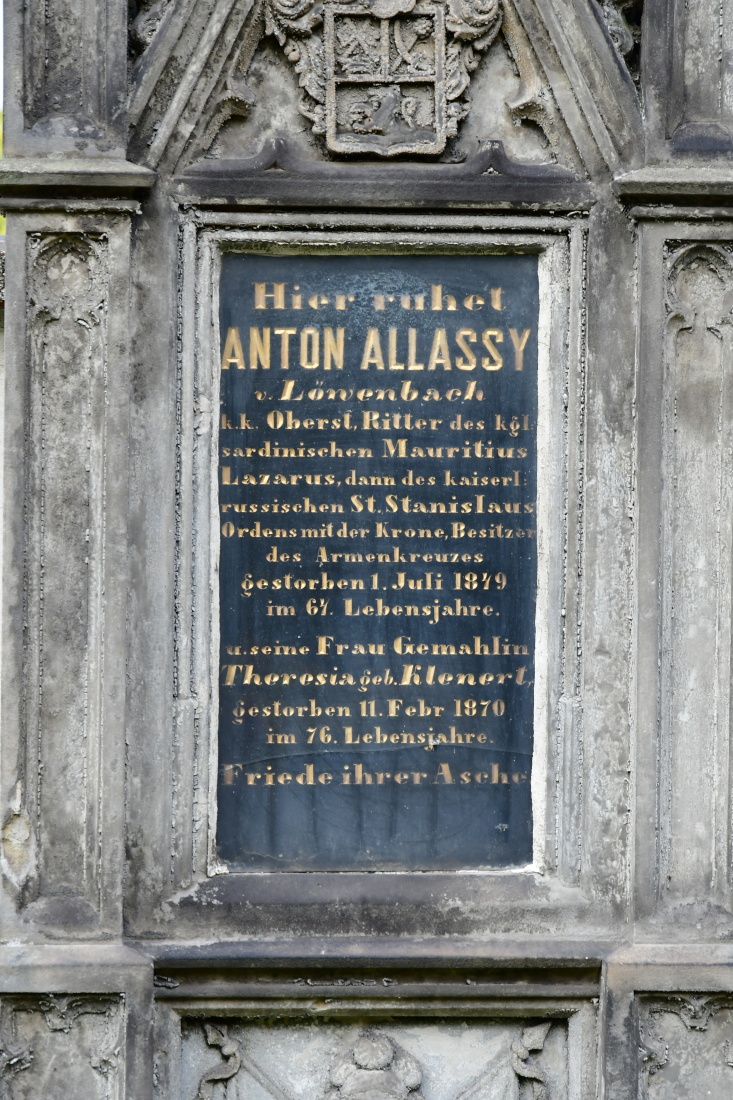 Hier ruhet
ANTON ALLASSY
v. Löwenbach
k.k. Oberst, Ritter des kgl.
sardinischen Mauritius
Lazarus, dann des kaiserl:
russischen St. Stanislaus
Ordens mit der Krone, Besitzer
des Armenkreuzes
gestorben 1. Juli 1849
im 64. Lebensjahre.
u. seine Frau Gemahlin
Theresia geb. Klenert,
gestorben 11. Febr 1870
im 76. Lebensjahre.
Friede ihrer Asche